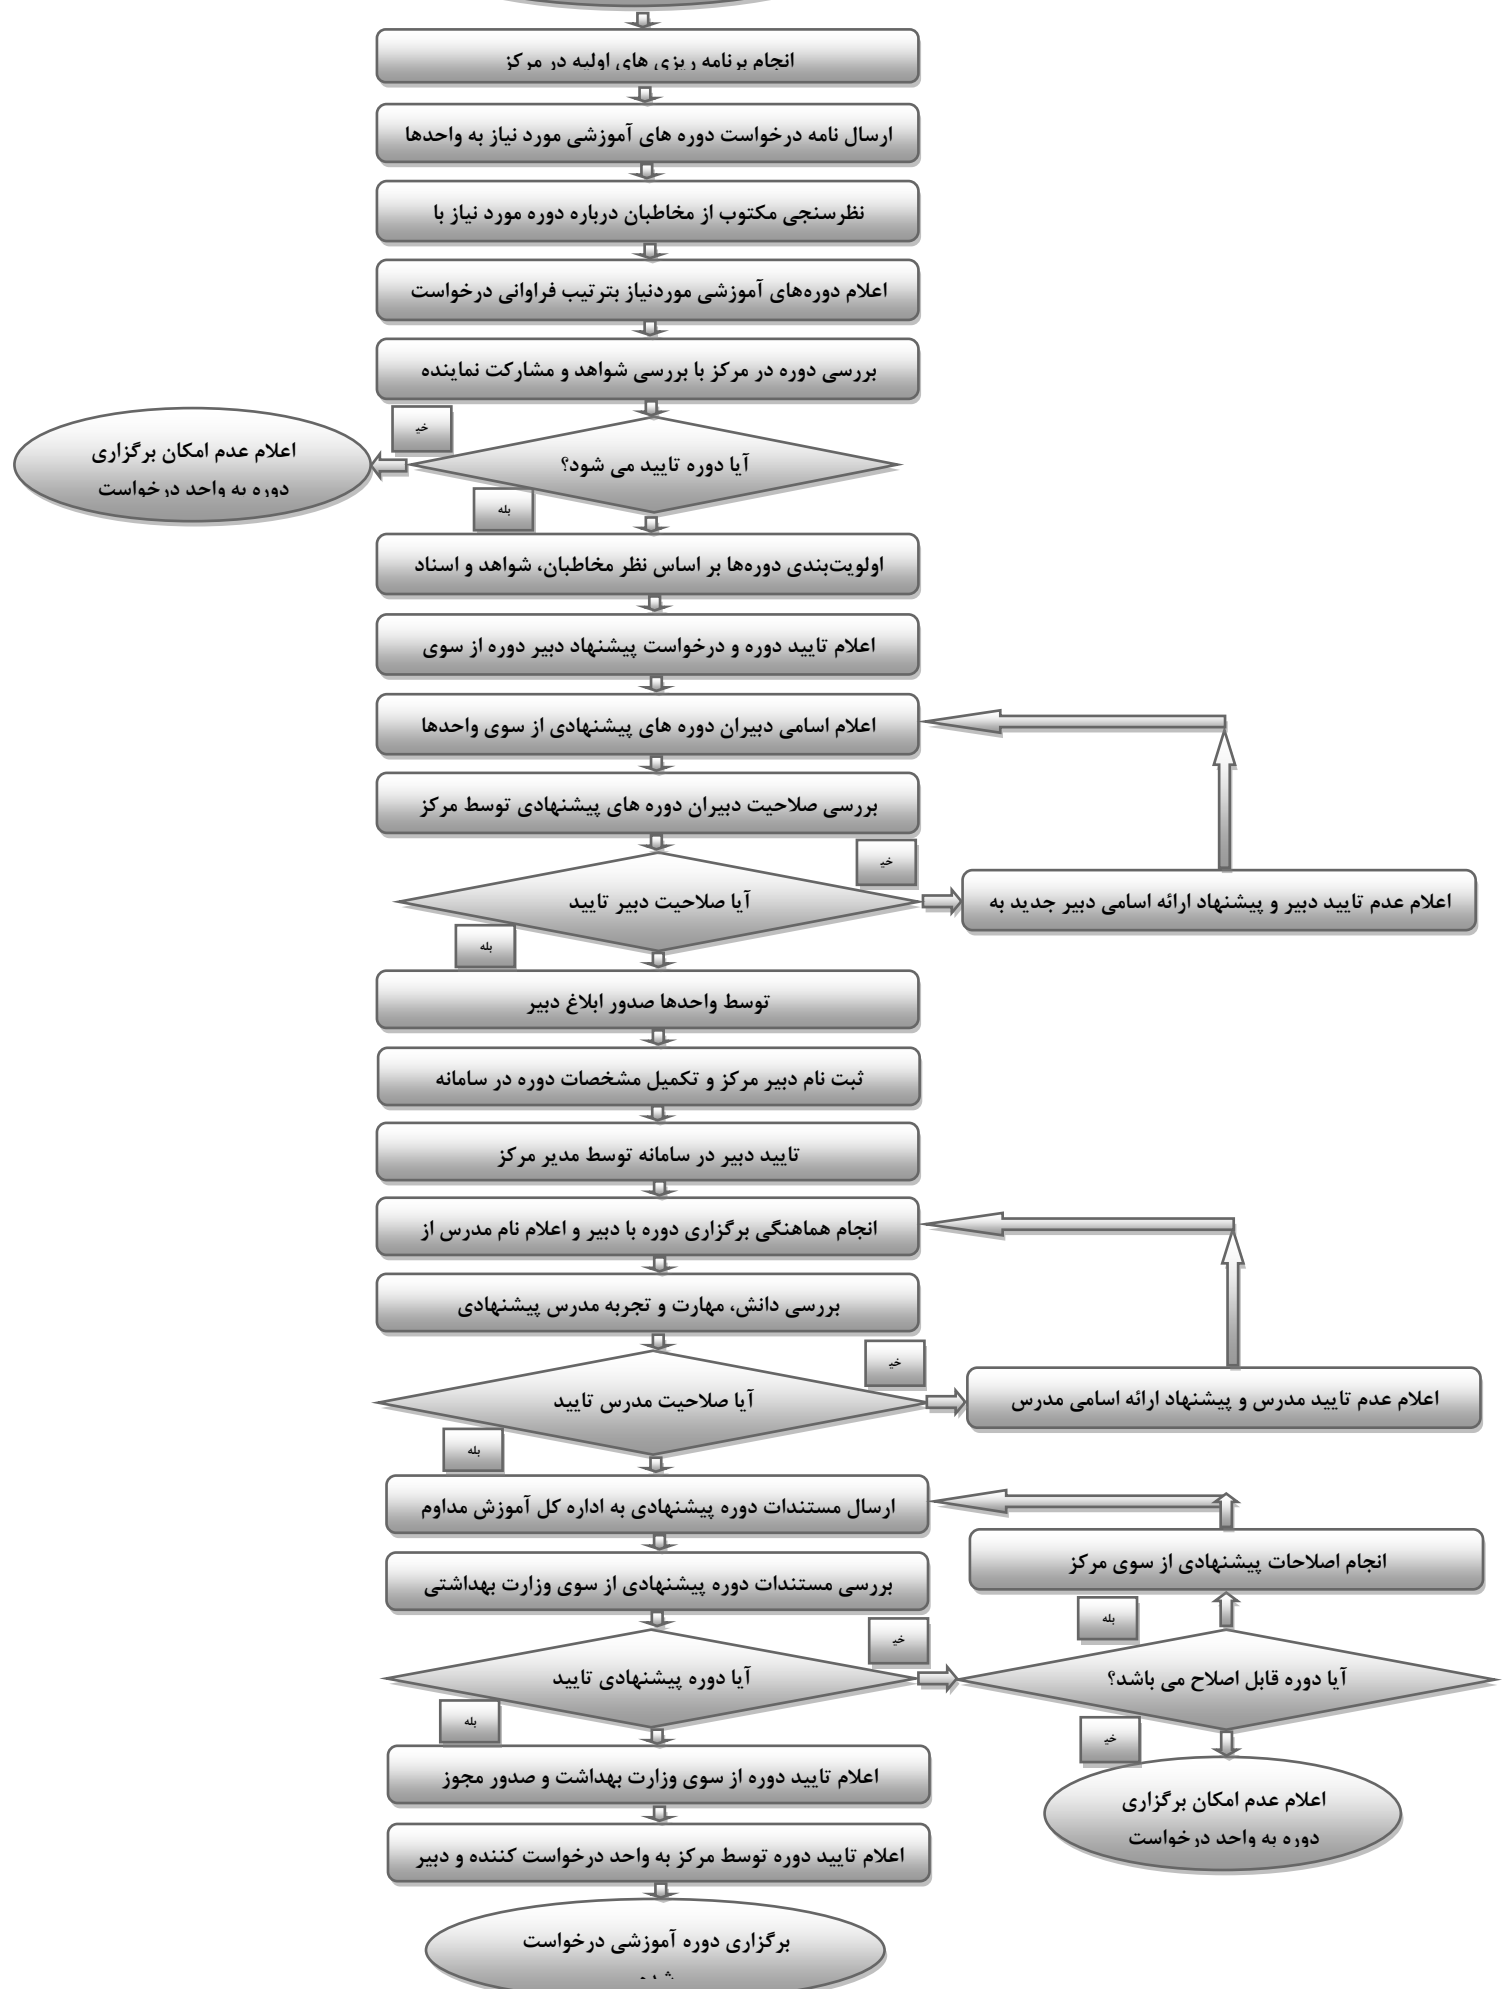 انجام برنامه ریزی های اولیه در مرکز
ارسال نامه درخواست دوره های آموزشی مورد نیاز به واحدها
نظرسنجی مکتوب از مخاطبان درباره دوره مورد نیاز با
اعلام دوره‌های آموزشی موردنیاز بترتیب فراوانی درخواست
بررسی دوره در مرکز با بررسی شواهد و مشارکت نماینده
خیر
آیا دوره تایید می شود؟
اعلام عدم امکان برگزاری
دوره به واحد درخواست
بله
اولویت‌بندی دوره‌ها بر اساس نظر مخاطبان، شواهد و اسناد
اعلام تایید دوره و درخواست پیشنهاد دبیر دوره از سوی
اعلام اسامی دبیران دوره های پیشنهادی از سوی واحدها
بررسی صلاحیت دبیران دوره های پیشنهادی توسط مرکز
خیر
آیا صلاحیت دبیر تایید
اعلام عدم تایید دبیر و پیشنهاد ارائه اسامی دبیر جدید به
بله
توسط واحدها صدور ابلاغ دبیر
ثبت نام دبیر مرکز و تکمیل مشخصات دوره در سامانه
تایید دبیر در سامانه توسط مدیر مرکز
انجام هماهنگی برگزاری دوره با دبیر و اعلام نام مدرس از
بررسی دانش، مهارت و تجربه مدرس پیشنهادی
خیر
آیا صلاحیت مدرس تایید
اعلام عدم تایید مدرس و پیشنهاد ارائه اسامی مدرس
بله
ارسال مستندات دوره پیشنهادی به اداره کل آموزش مداوم
انجام اصلاحات پیشنهادی از سوی مرکز
بررسی مستندات دوره پیشنهادی از سوی وزارت بهداشتی
بله
خیر
آیا دوره پیشنهادی تایید
آیا دوره قابل اصلاح می باشد؟
بله
خیر
اعلام تایید دوره از سوی وزارت بهداشت و صدور مجوز
اعلام عدم امکان برگزاری
دوره به واحد درخواست
اعلام تایید دوره توسط مرکز به واحد درخواست کننده و دبیر
برگزاری دوره آموزشی درخواست
شده